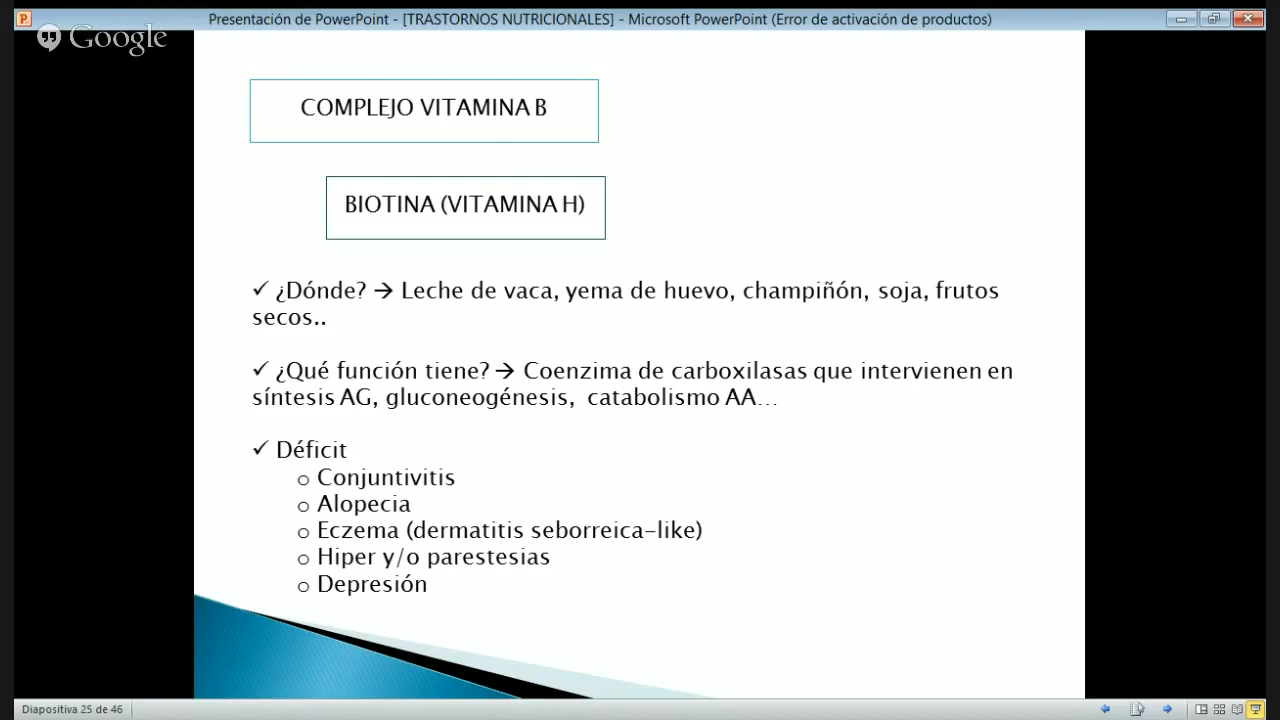 Presentación de PowerPoint - [TRASTORNOS NUTRICIONALES] - Microsoft PowerPoint (Error de activación de productos)
Google
COMPLEJO VITAMINA B
BIOTINA (VITAMINA H)
✓ ¿Dónde? → Leche de vaca, yema de huevo, champiñón, soja, frutos
secos..
✓ ¿Qué función tiene? → Coenzima de carboxilasas que intervienen en
síntesis AG, gluconeogénesis, catabolismo AA...
✓ Déficit
o Conjuntivitis
o Alopecia
o Eczema (dermatitis seborreica-like)
o Hiper y/o parestesias
o Depresión
Diapositiva 25 de 46